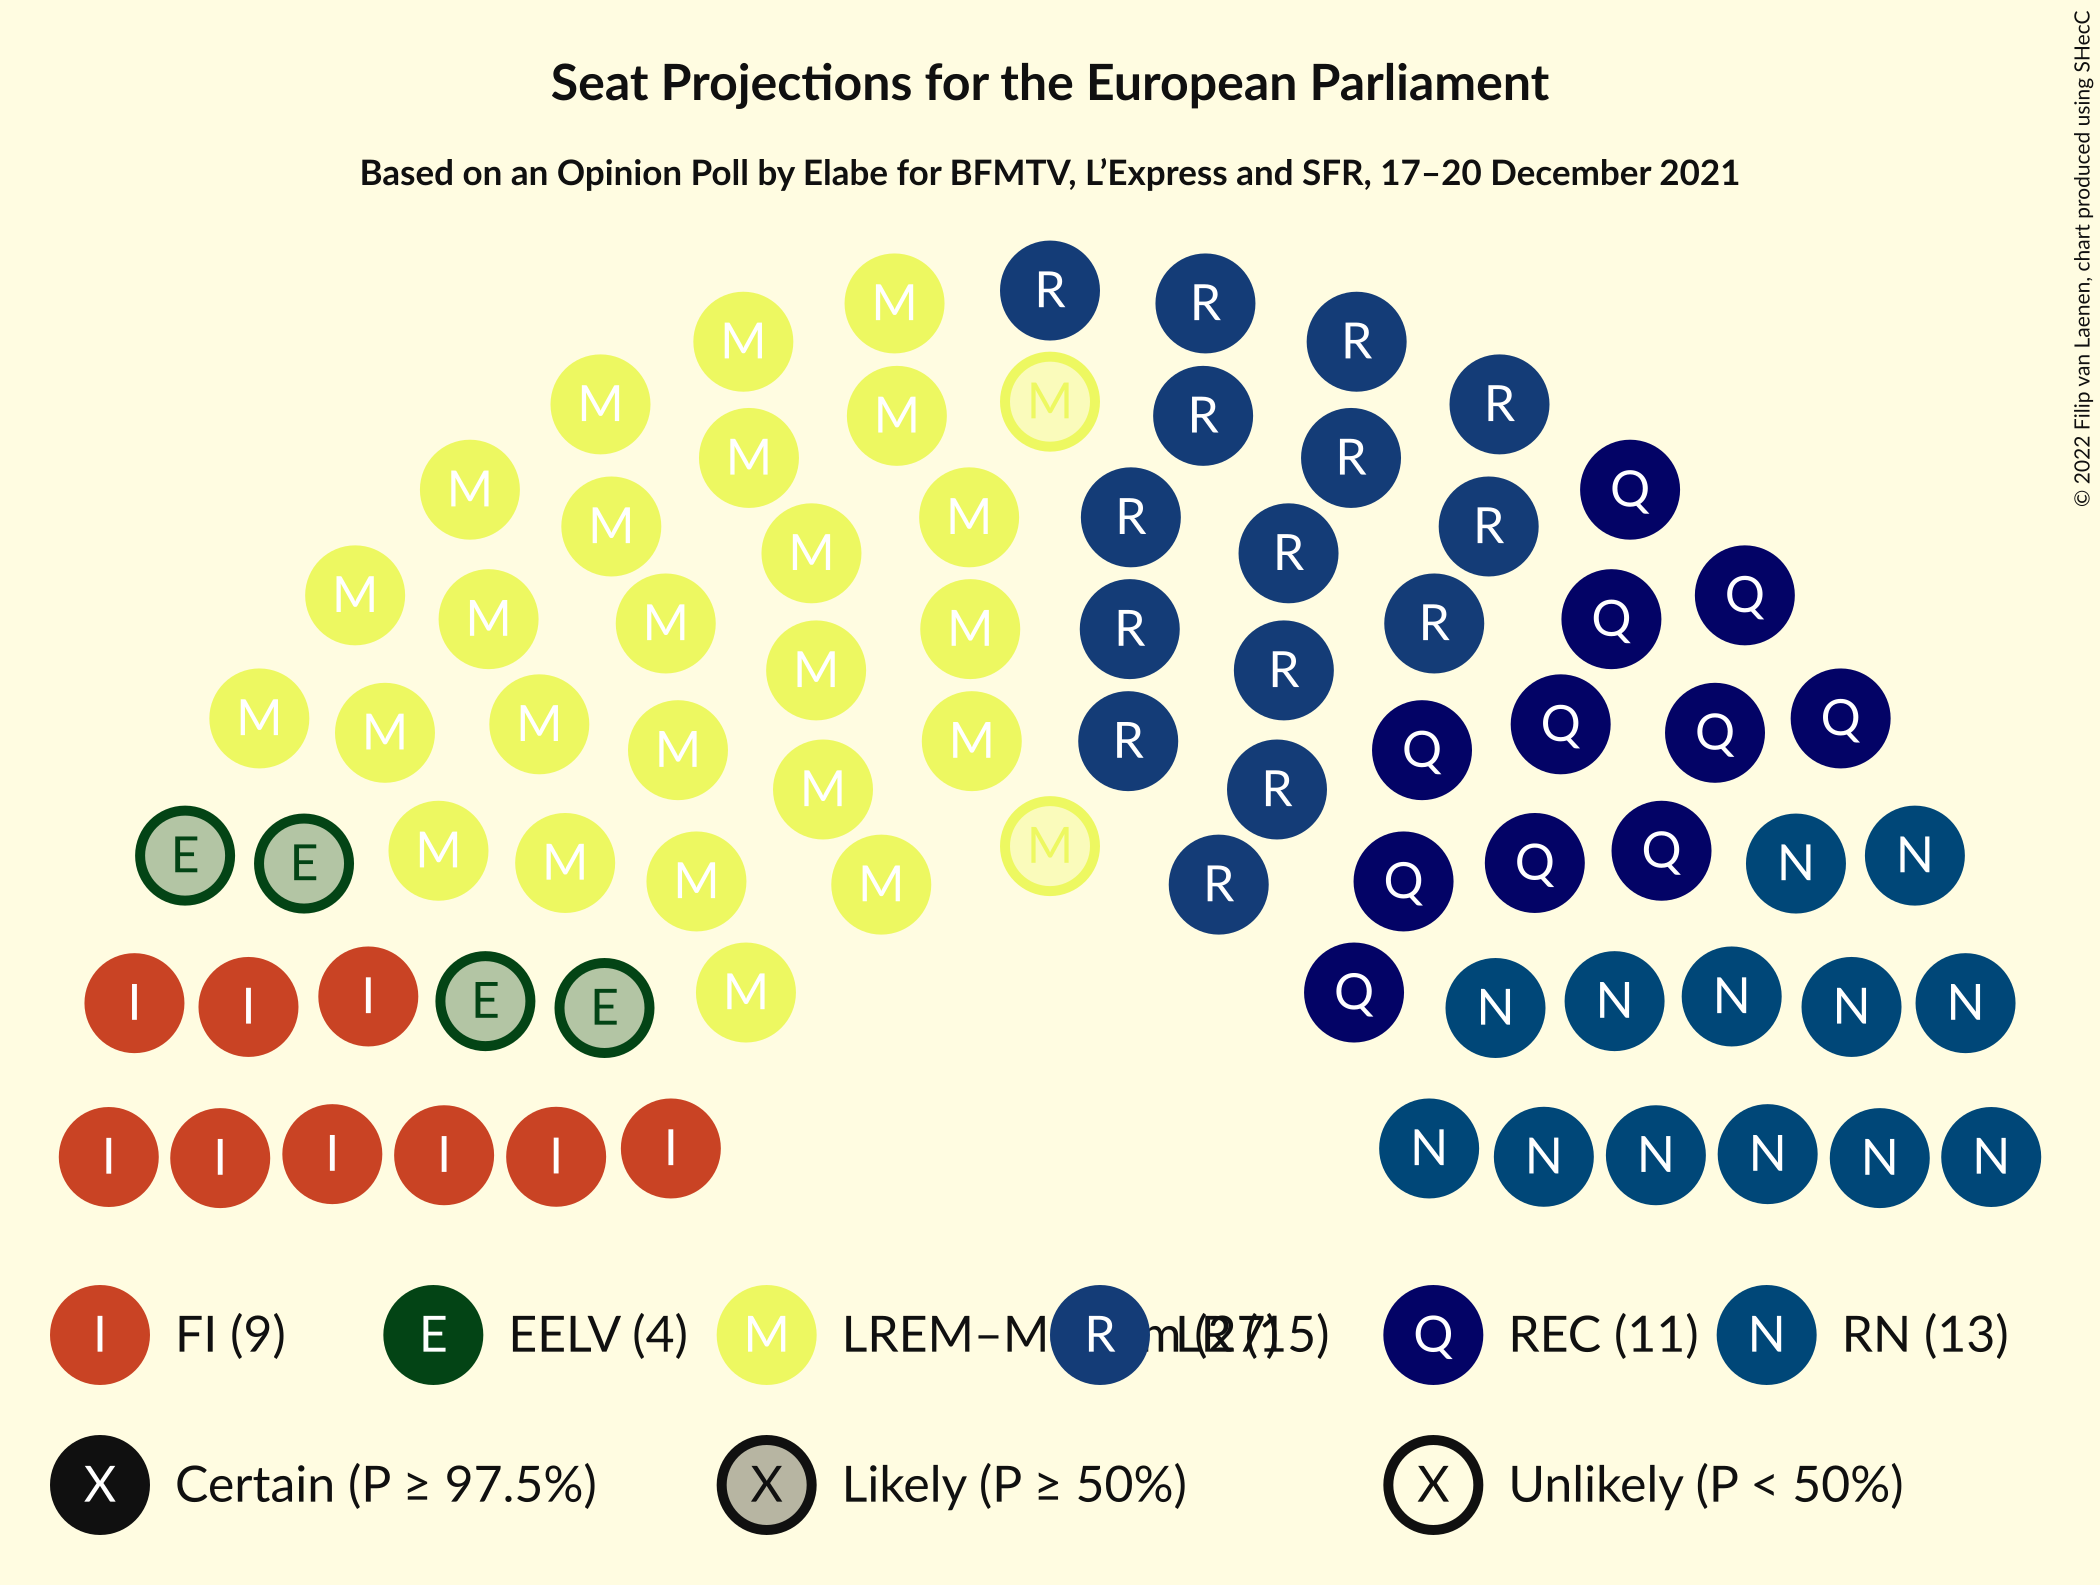 Seat Projections for the European Parliament
Based on an Opinion Poll by Elabe for BFMTV, L’Express and SFR, 17–20 December 2021
© 2022 Filip van Laenen, chart produced using SHecC
R
M R
M R
M M R
M R
M R
M M R Q
M M R R
M Q
M M M R R Q
M R
M M M M M R Q Q Q Q
M R
E E M M M M M R Q Q Q N N
I I I E E M Q N N N N N
I I I I I I N N N N N N
I FI (9) E EELV (4) M LREM–M m (27) R LR (15) Q REC (11) N RN (13)
X Certain (P ≥ 97.5%) X Likely (P ≥ 50%) X Unlikely (P < 50%)